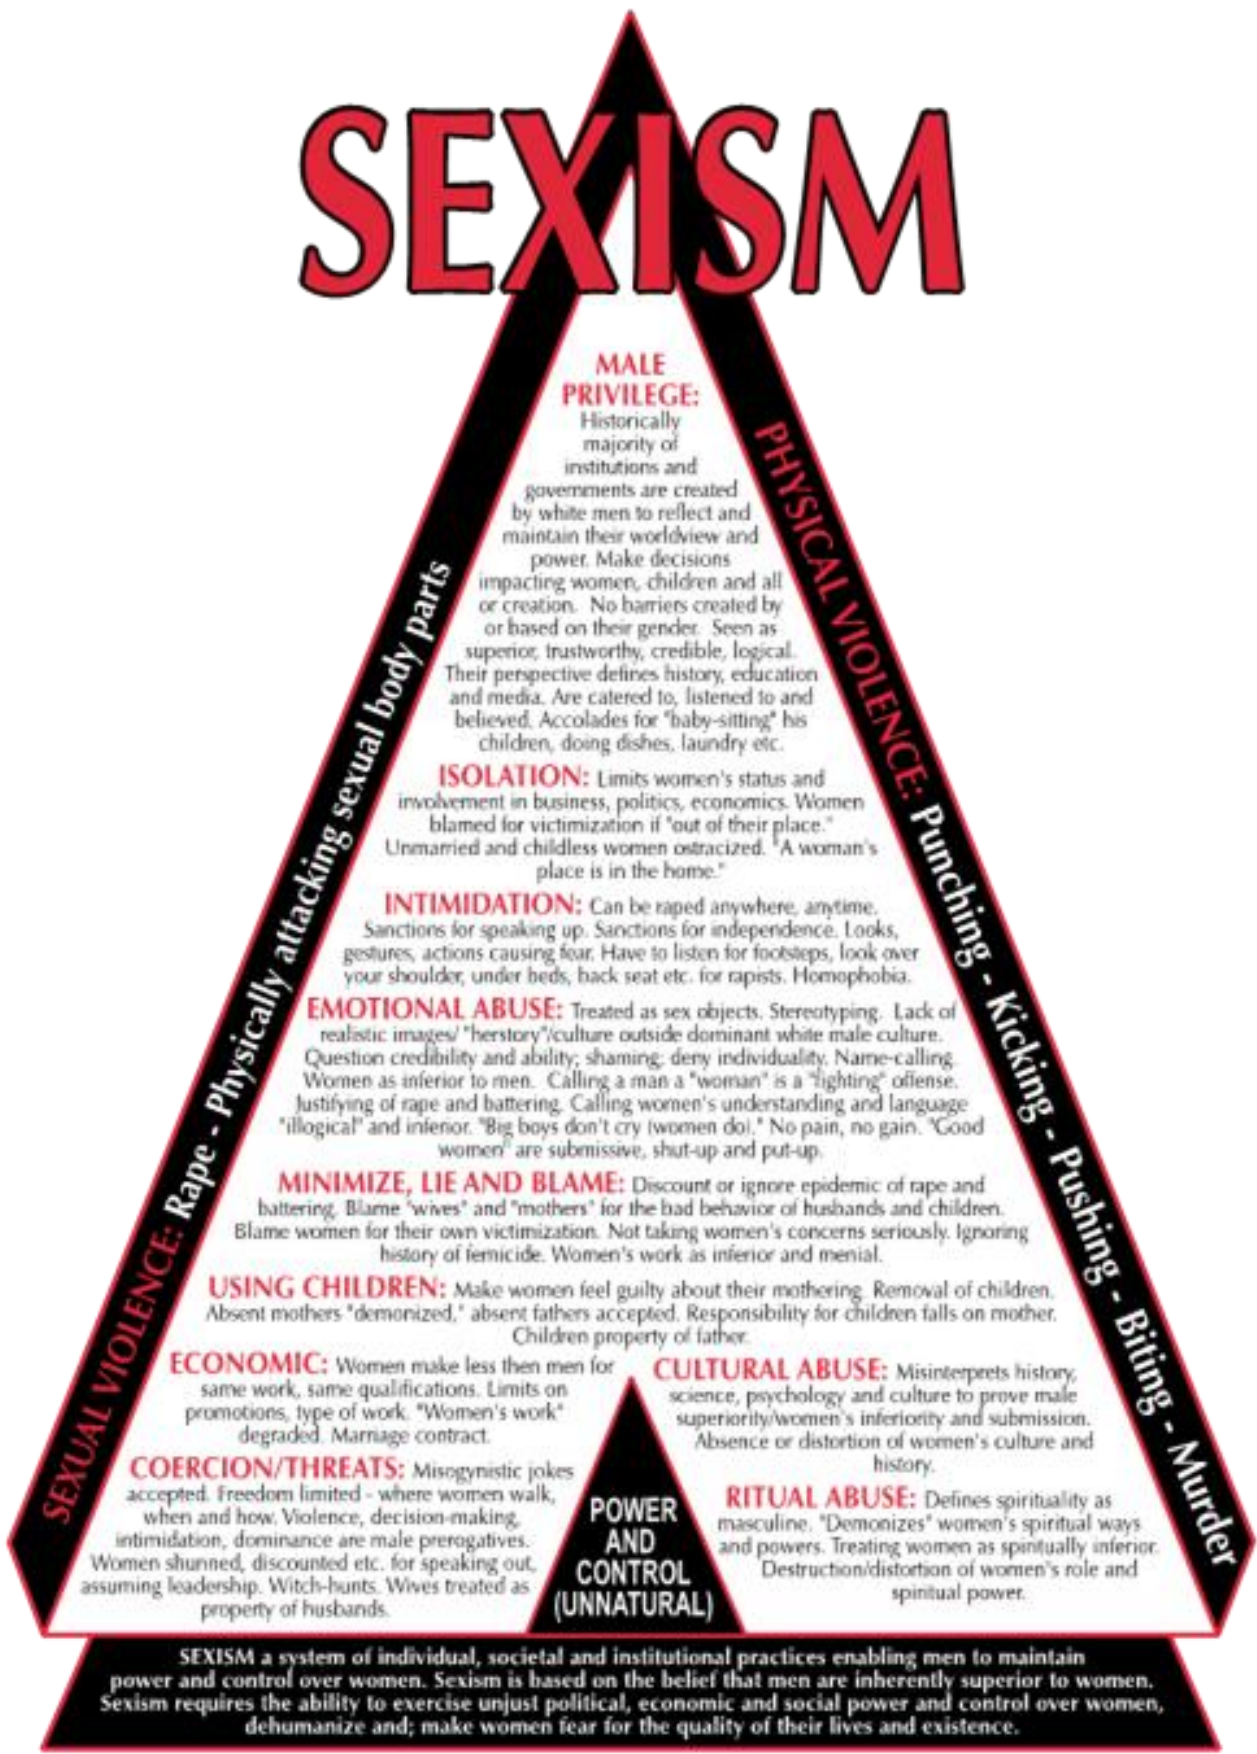 SEXISM
MALE
PRIVILEGE:
Historically
majority of
institutions and
governments are created
by white men to reflect and
maintain their worldview and
power. Make decisions
impacting women, children and all
or creation. No barriers created by
or based on their gender. Seen as
superior, trustworthy, credible, logical.
Their perspective defines history, education
and media. Are catered to, listened to and
believed. Accolades for "baby-sitting" his
children, doing dishes, laundry etc.
ISOLATION: Limits women's status and
involvement in business, politics, economics. Women
blamed for victimization if "out of their place."
Unmarried and childless women ostracized. "A woman's
place is in the home."
INTIMIDATION: Can be raped anywhere, anytime.
Sanctions for speaking up. Sanctions for independence. Looks,
gestures, actions causing fear. Have to listen for footsteps, look over
your shoulder, under beds, back seat etc. for rapists. Homophobia.
EMOTIONAL ABUSE: Treated as sex objects. Stereotyping. Lack of
realistic images/ "herstory"/culture outside dominant white male culture.
Question credibility and ability; shaming; deny individuality. Name-calling.
Women as inferior to men. Calling a man a "woman" is a "fighting" offense.
Justifying of rape and battering. Calling women's understanding and language
"illogical" and inferior. "Big boys don't cry (women do)." No pain, no gain. "Good
women" are submissive, shut-up and put-up.
MINIMIZE, LIE AND BLAME: Discount or ignore epidemic of rape and
battering. Blame "wives" and "mothers" for the bad behavior of husbands and children.
Blame women for their own victimization. Not taking women's concerns seriously. Ignoring
history of femicide. Women's work as inferior and menial.
USING CHILDREN: Make women feel guilty about their mothering. Removal of children.
Absent mothers "demonized," absent fathers accepted. Responsibility for children falls on mother.
Children property of father.
ECONOMIC: Women make less then men for
same work, same qualifications. Limits on
promotions, type of work. "Women's work"
degraded. Marriage contract.
COERCION/THREATS: Misogynistic jokes
accepted. Freedom limited - where women walk,
when and how. Violence, decision-making,
intimidation, dominance are male prerogatives.
Women shunned, discounted etc. for speaking out,
assuming leadership. Witch-hunts. Wives treated as
property of husbands.
CULTURAL ABUSE: Misinterprets history,
science, psychology and culture to prove male
superiority/women's inferiority and submission.
Absence or distortion of women's culture and
history.
RITUAL ABUSE: Defines spirituality as
masculine. "Demonizes" women's spiritual ways
and powers. Treating women as spiritually inferior.
Destruction/distortion of women's role and
spiritual power.
POWER
AND
CONTROL
(UNNATURAL)
SEXUAL VIOLENCE: Rape - Physically attacking sexual body parts
PHYSICAL VIOLENCE: Punching - Kicking - Pushing - Biting - Murder
SEXISM a system of individual, societal and institutional practices enabling men to maintain
power and control over women. Sexism is based on the belief that men are inherently superior to women.
Sexism requires the ability to exercise unjust political, economic and social power and control over women,
dehumanize and; make women fear for the quality of their lives and existence.